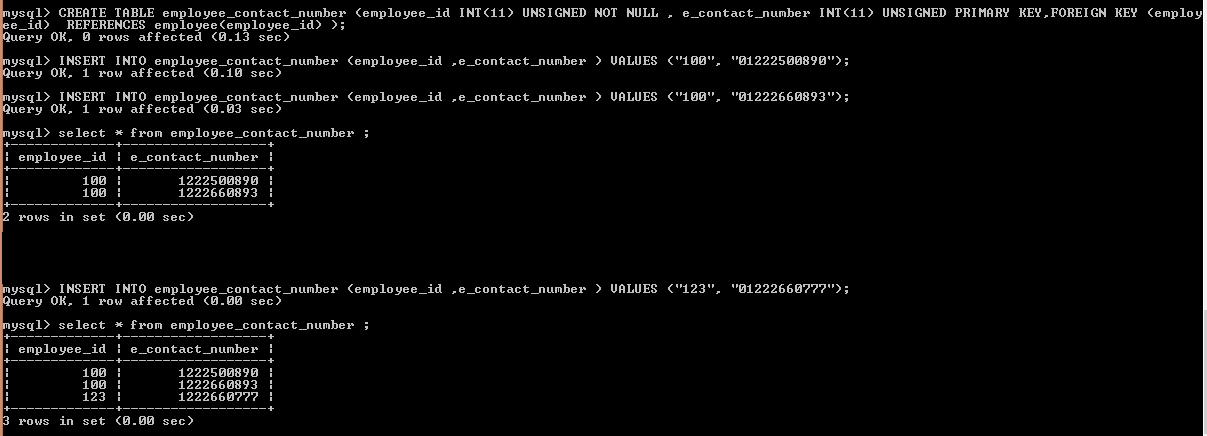 mysql> CREATE TABLE employee_contact_number (employee_id INT(11) UNSIGNED NOT NULL , e_contact_number INT(11) UNSIGNED PRIMARY KEY,FOREIGN KEY (employ
ee_id)  REFERENCES employee(employee_id) );
Query OK, 0 rows affected (0.13 sec)
mysql> INSERT INTO employee_contact_number (employee_id ,e_contact_number ) VALUES ("100", "01222500890");
Query OK, 1 row affected (0.10 sec)
mysql> INSERT INTO employee_contact_number (employee_id ,e_contact_number ) VALUES ("100", "01222660893");
Query OK, 1 row affected (0.03 sec)
mysql> select * from employee_contact_number ;
+-------------+------------------+
| employee_id | e_contact_number |
+-------------+------------------+
|         100 |       1222500890 |
|         100 |       1222660893 |
+-------------+------------------+
2 rows in set (0.00 sec)
mysql> INSERT INTO employee_contact_number (employee_id ,e_contact_number ) VALUES ("123", "01222660777");
Query OK, 1 row affected (0.00 sec)
mysql> select * from employee_contact_number ;
+-------------+------------------+
| employee_id | e_contact_number |
+-------------+------------------+
|         100 |       1222500890 |
|         100 |       1222660893 |
|         123 |       1222660777 |
+-------------+------------------+
3 rows in set (0.00 sec)